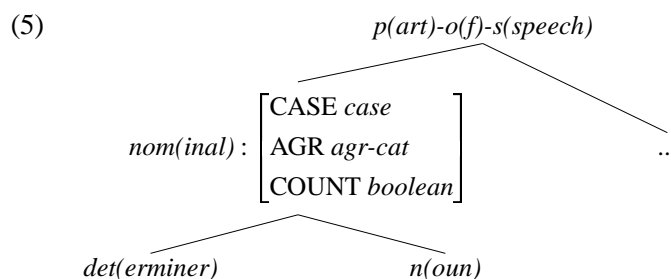 (5)
p(art)-o(f)-s(speech)
CASE case
nom(inal) : AGR agr-cat
COUNT boolean
..
det(erminer) n(oun)